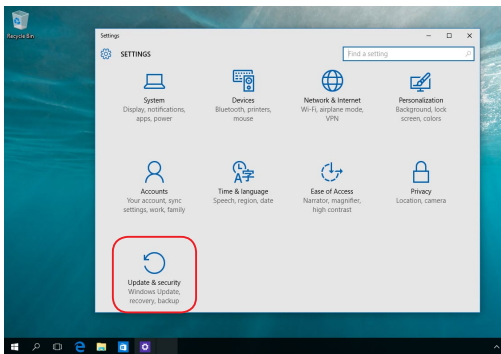 Recycle Bin
Settings
SETTINGS
Find a setting
System
Display, notifications,
apps, power
Devices
Bluetooth, printers,
mouse
Network & Internet
Wi-Fi, airplane mode,
VPN
Personalization
Background, lock
screen, colors
Accounts
Your account, sync
settings, work, family
A字
Time & language
Speech, region, date
Ease of Access
Narrator, magnifier,
high contrast
Privacy
Location, camera
Update & security
Windows Update,
recovery, backup